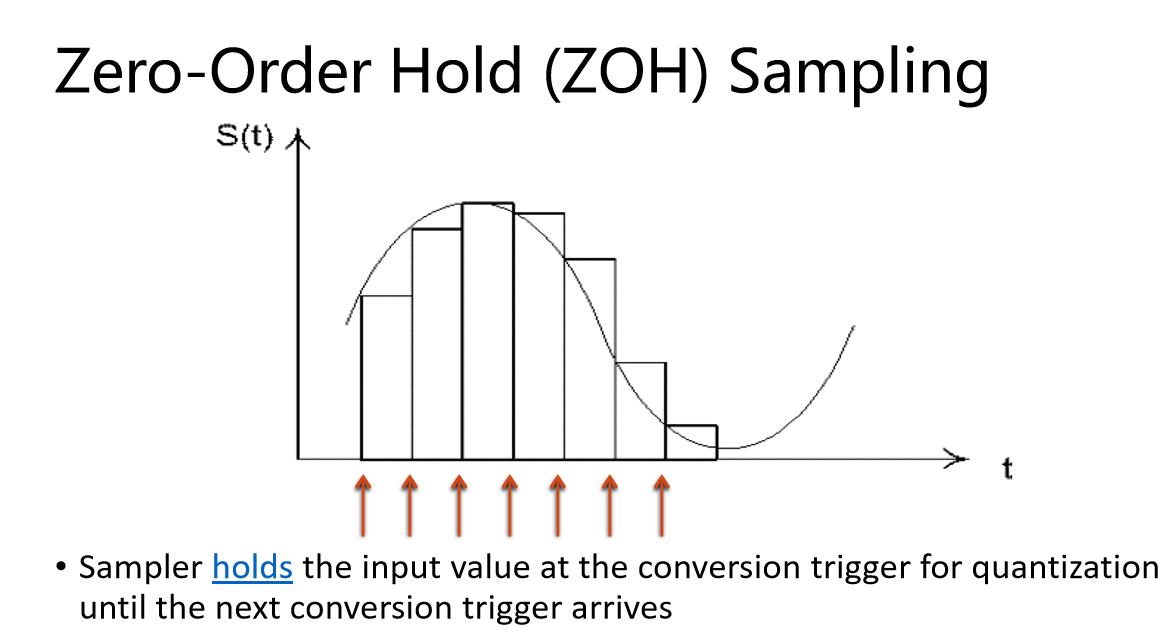 Zero-Order Hold (ZOH) Sampling
S(t)
t
• Sampler holds the input value at the conversion trigger for quantization
until the next conversion trigger arrives